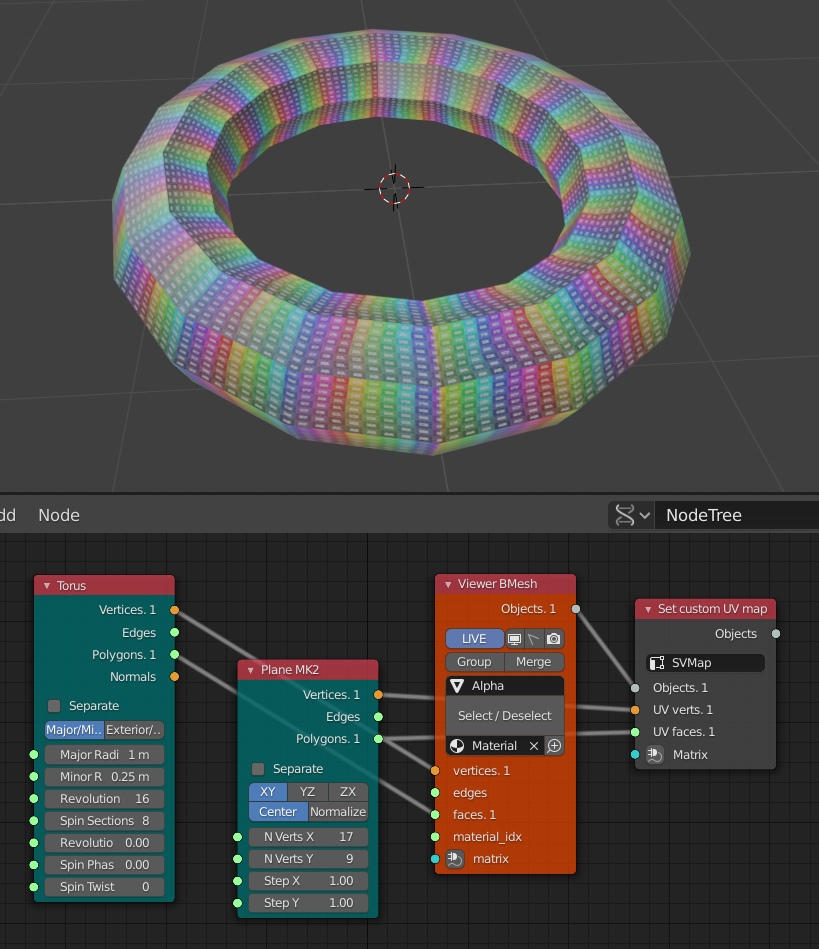 dd Node NodeTree
Torus
Vertices. 1
Edges
Polygons. 1
Normals
Separate
Major/Mi.. Exterior/..
Major Radi 1 m
Minor R 0.25 m
Revolution 16
Spin Sections 8
Revolutio 0.00
Spin Phas 0.00
Spin Twist 0
Plane MK2
Vertices. 1
Edges
Polygons. 1
Separate
XY YZ ZX
Center Normalize
N Verts X 17
N Verts Y 9
Step X 1.00
Step Y 1.00
Viewer BMesh
Objects. 1
LIVE
Group Merge
Alpha
Select / Deselect
Material
vertices. 1
edges
faces. 1
material_idx
matrix
Set custom UV map
Objects
SVMap
Objects. 1
UV verts. 1
UV faces. 1
Matrix